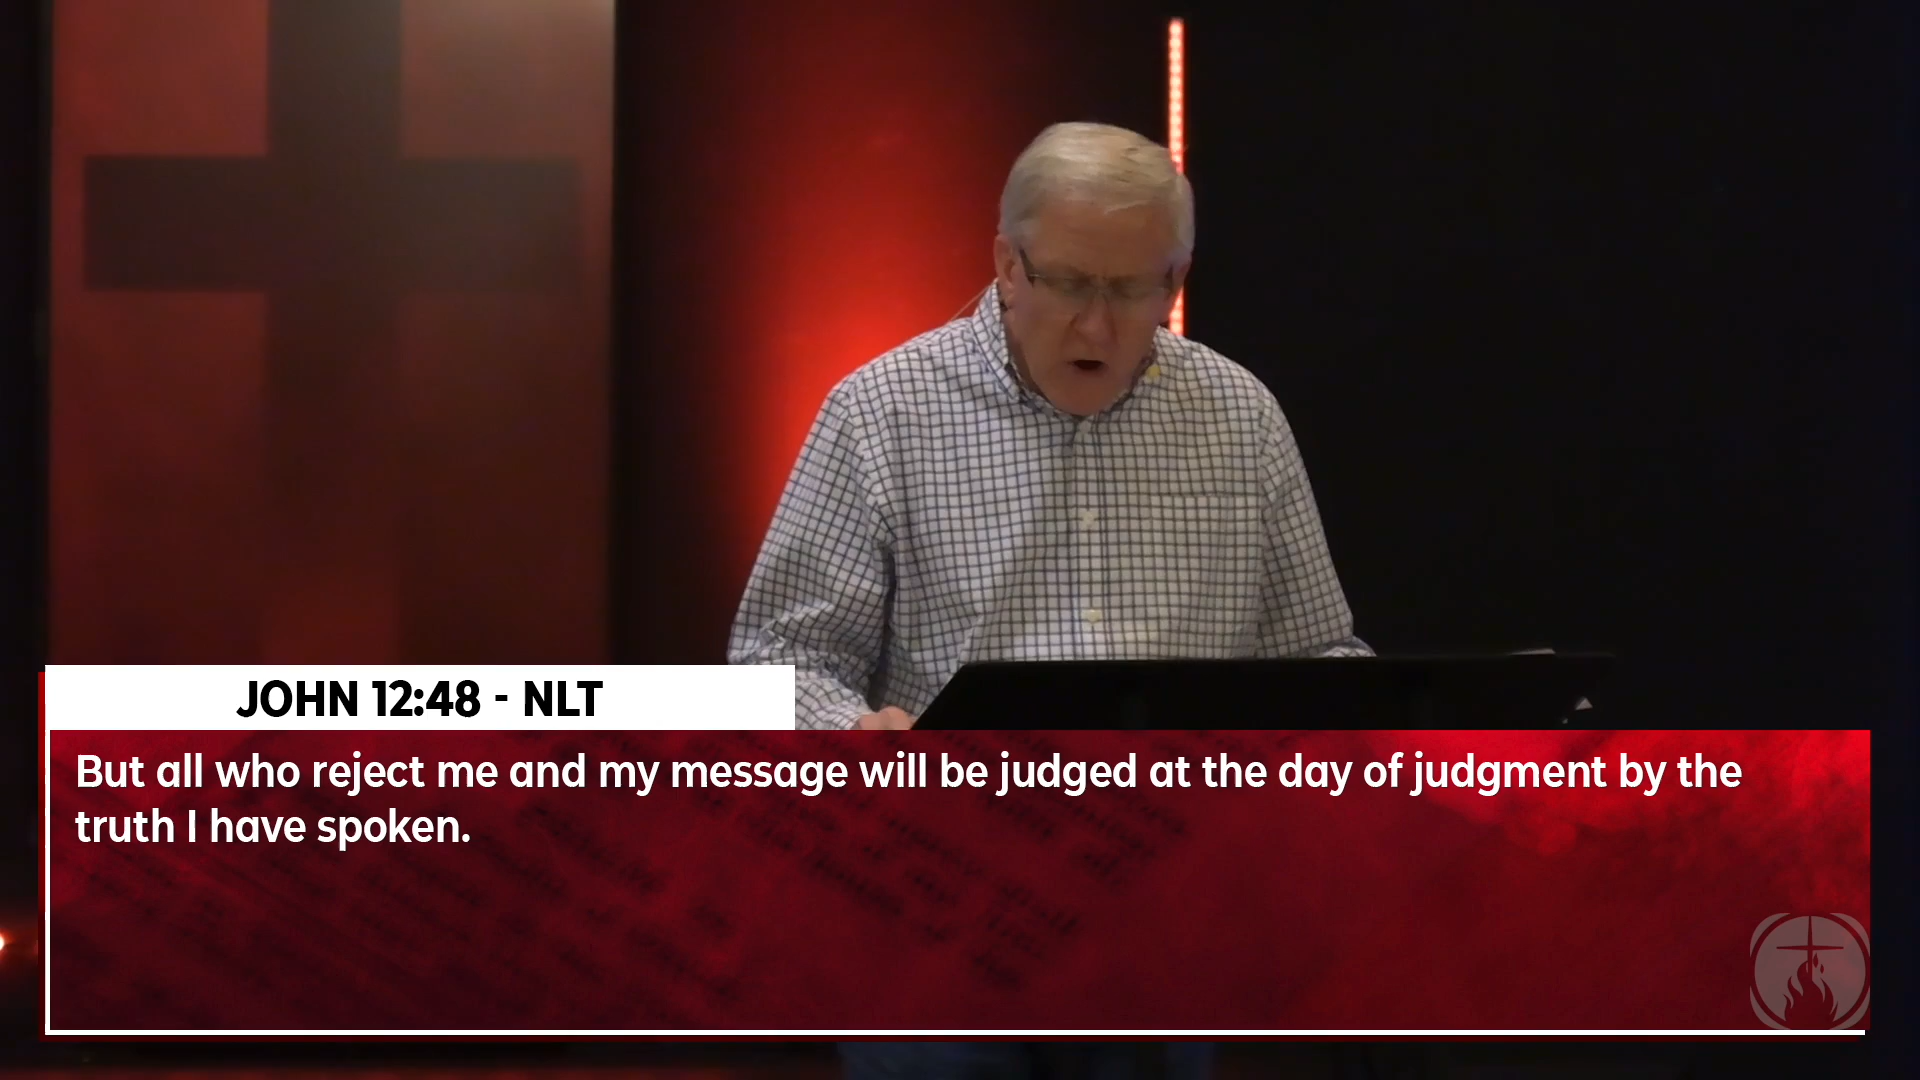 JOHN 12:48 - NLT
But all who reject me and my message will be judged at the day of judgment by the
truth I have spoken.